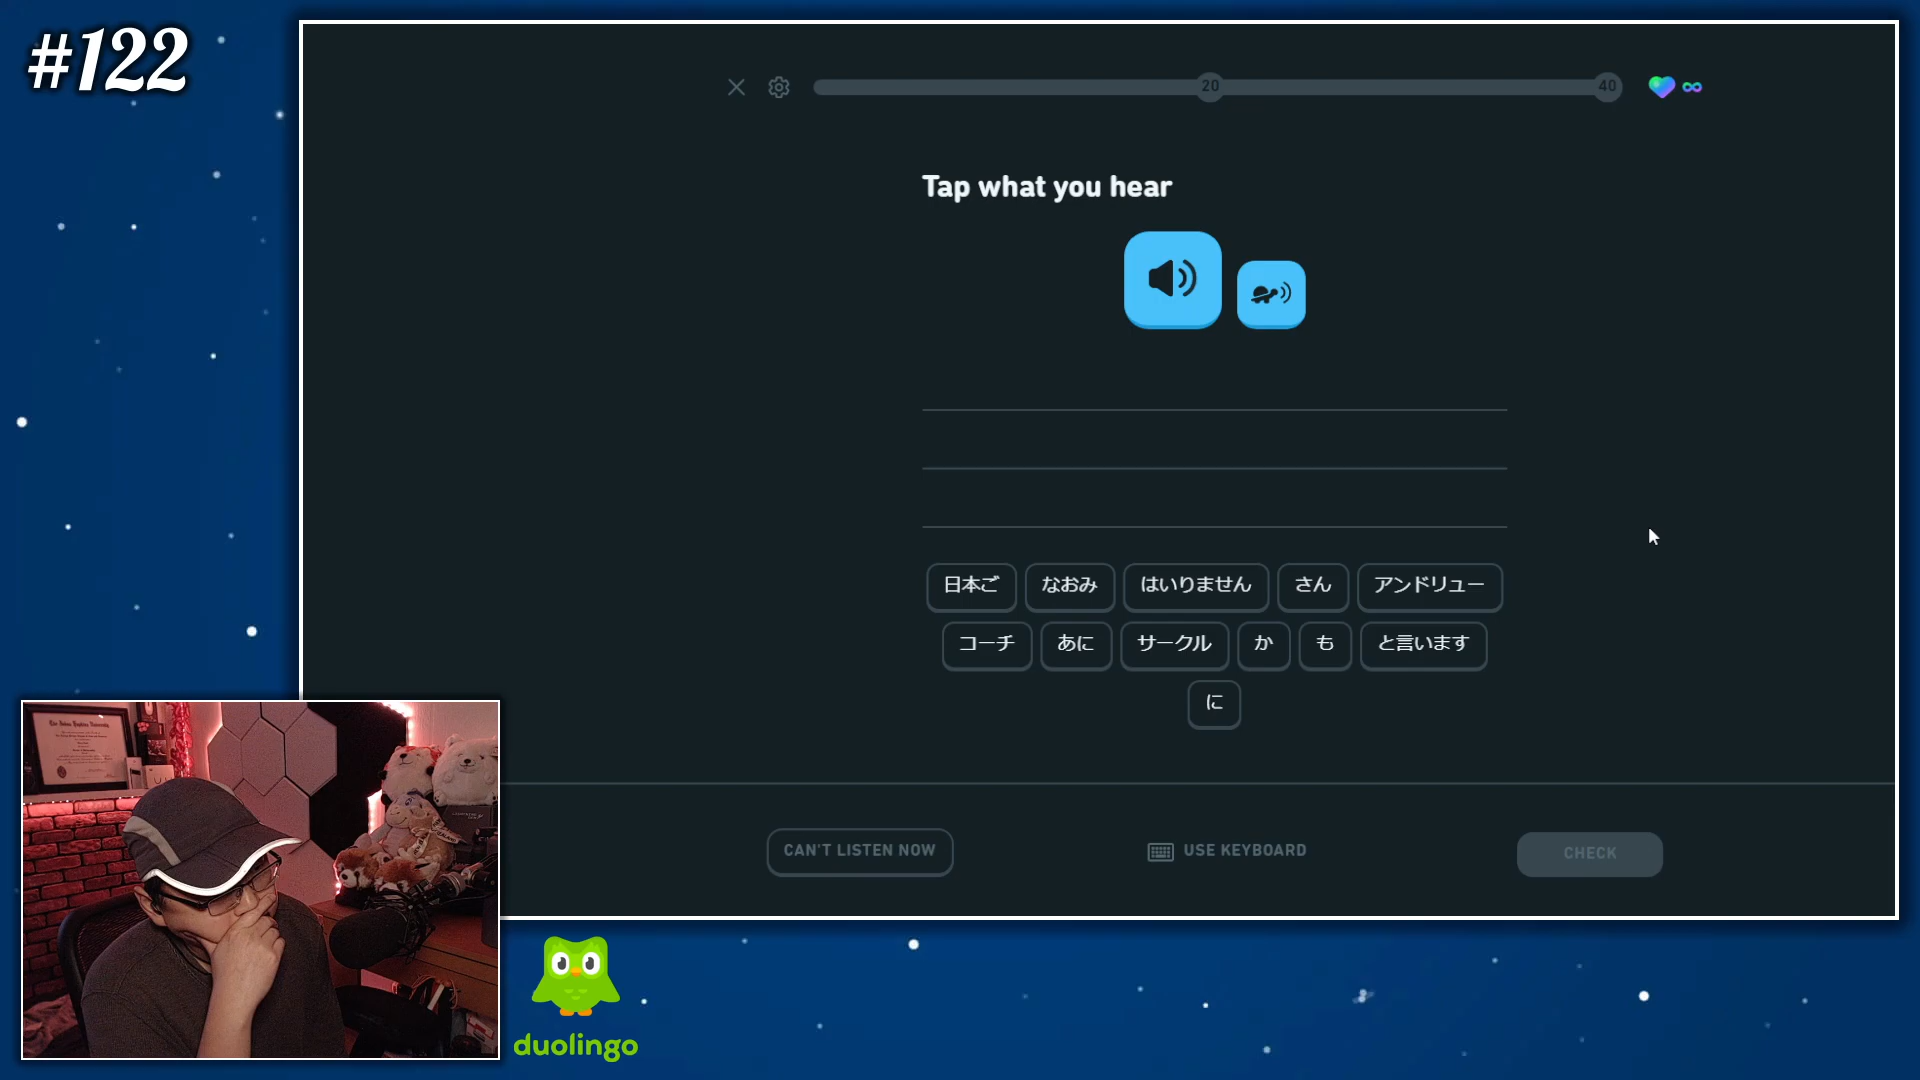 #122
20
40
Tap what you hear
日本ご
なおみ
はいりません
さん
アンドリュー
コーチ
あに
サークル
か
も
と言います
に
CAN'T LISTEN NOW
USE KEYBOARD
CHECK
duolingo